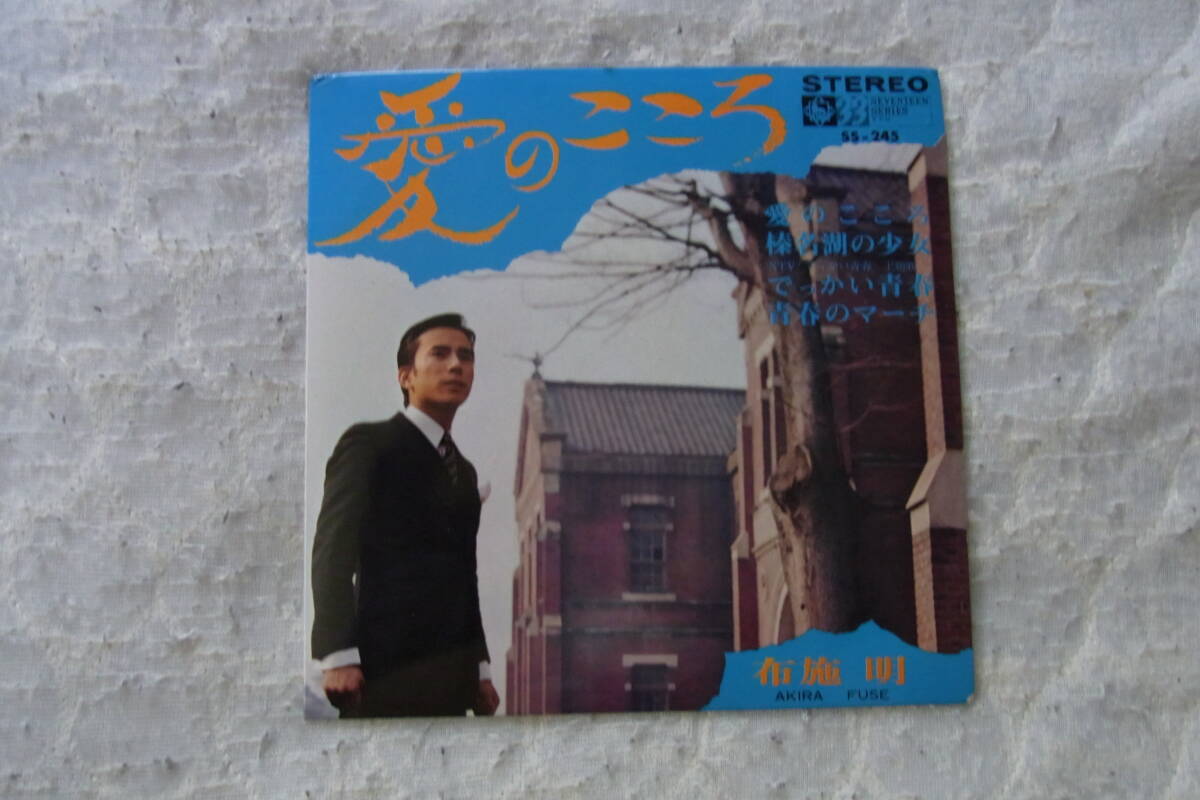 愛のこころ
STEREO
33
SEVENTEEN
SERIES
SS-245
愛のこころ
榛名湖の少女
でっかい青春
青春のマーチ
布施 明
AKIRA FUSE